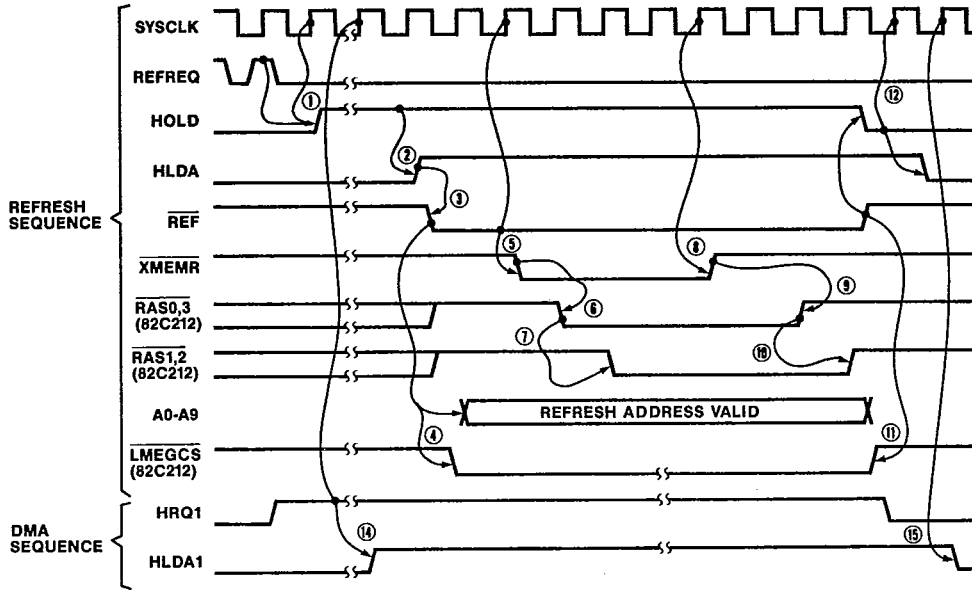 SYSCLK
REFREQ
① ⑫
HOLD
②
HLDA
③
REFRESH
SEQUENCE
REF
⑤ ⑧
XMEMR
⑨
RAS0,3
(82C212)
⑥
⑦
⑩
RAS1,2
(82C212)
A0-A9
REFRESH ADDRESS VALID
④ ⑪
LMEGCS
(82C212)
HRQ1
DMA
SEQUENCE
⑭ ⑮
HLDA1